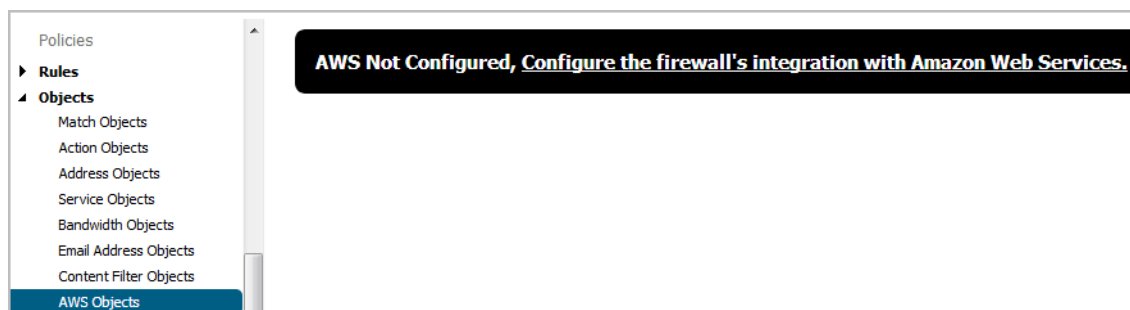 Policies
Rules
Objects
Match Objects
Action Objects
Address Objects
Service Objects
Bandwidth Objects
Email Address Objects
Content Filter Objects
AWS Objects
AWS Not Configured, Configure the firewall's integration with Amazon Web Services.